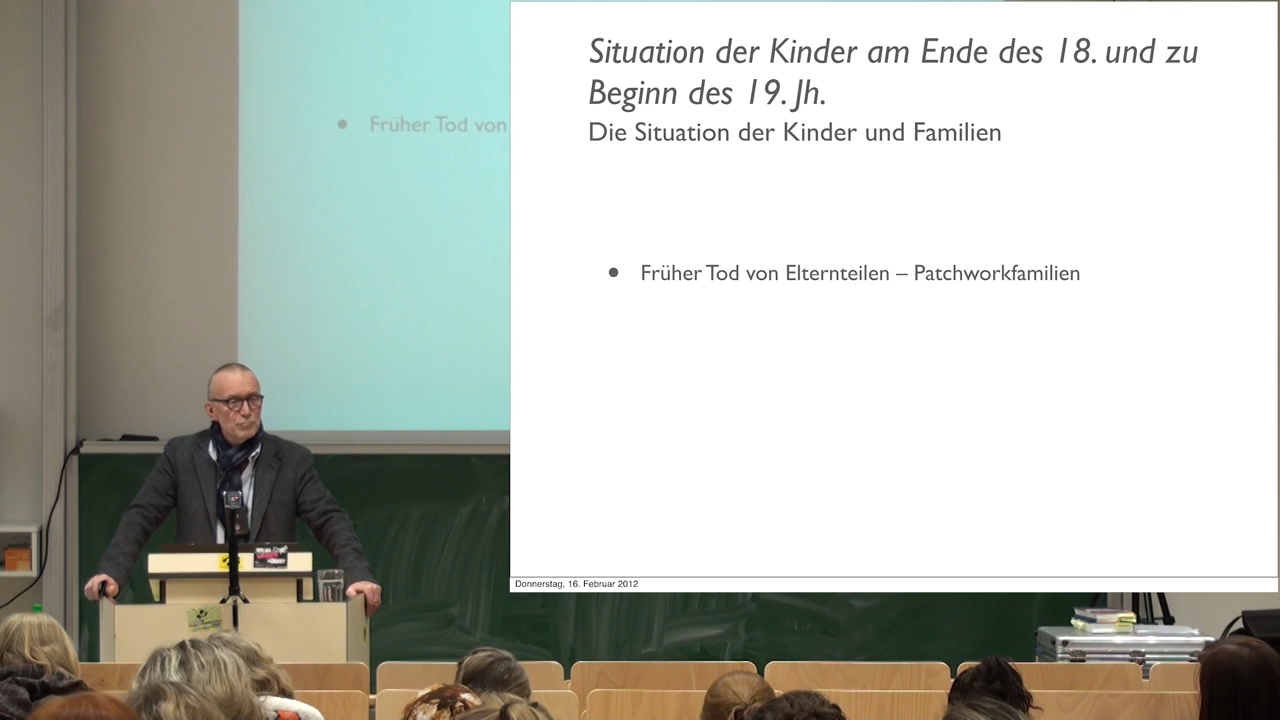 Situation der Kinder am Ende des 18. und zu
Beginn des 19. Jh.
Die Situation der Kinder und Familien
• Früher Tod von
• Früher Tod von Elternteilen – Patchworkfamilien
Donnerstag, 16. Februar 2012